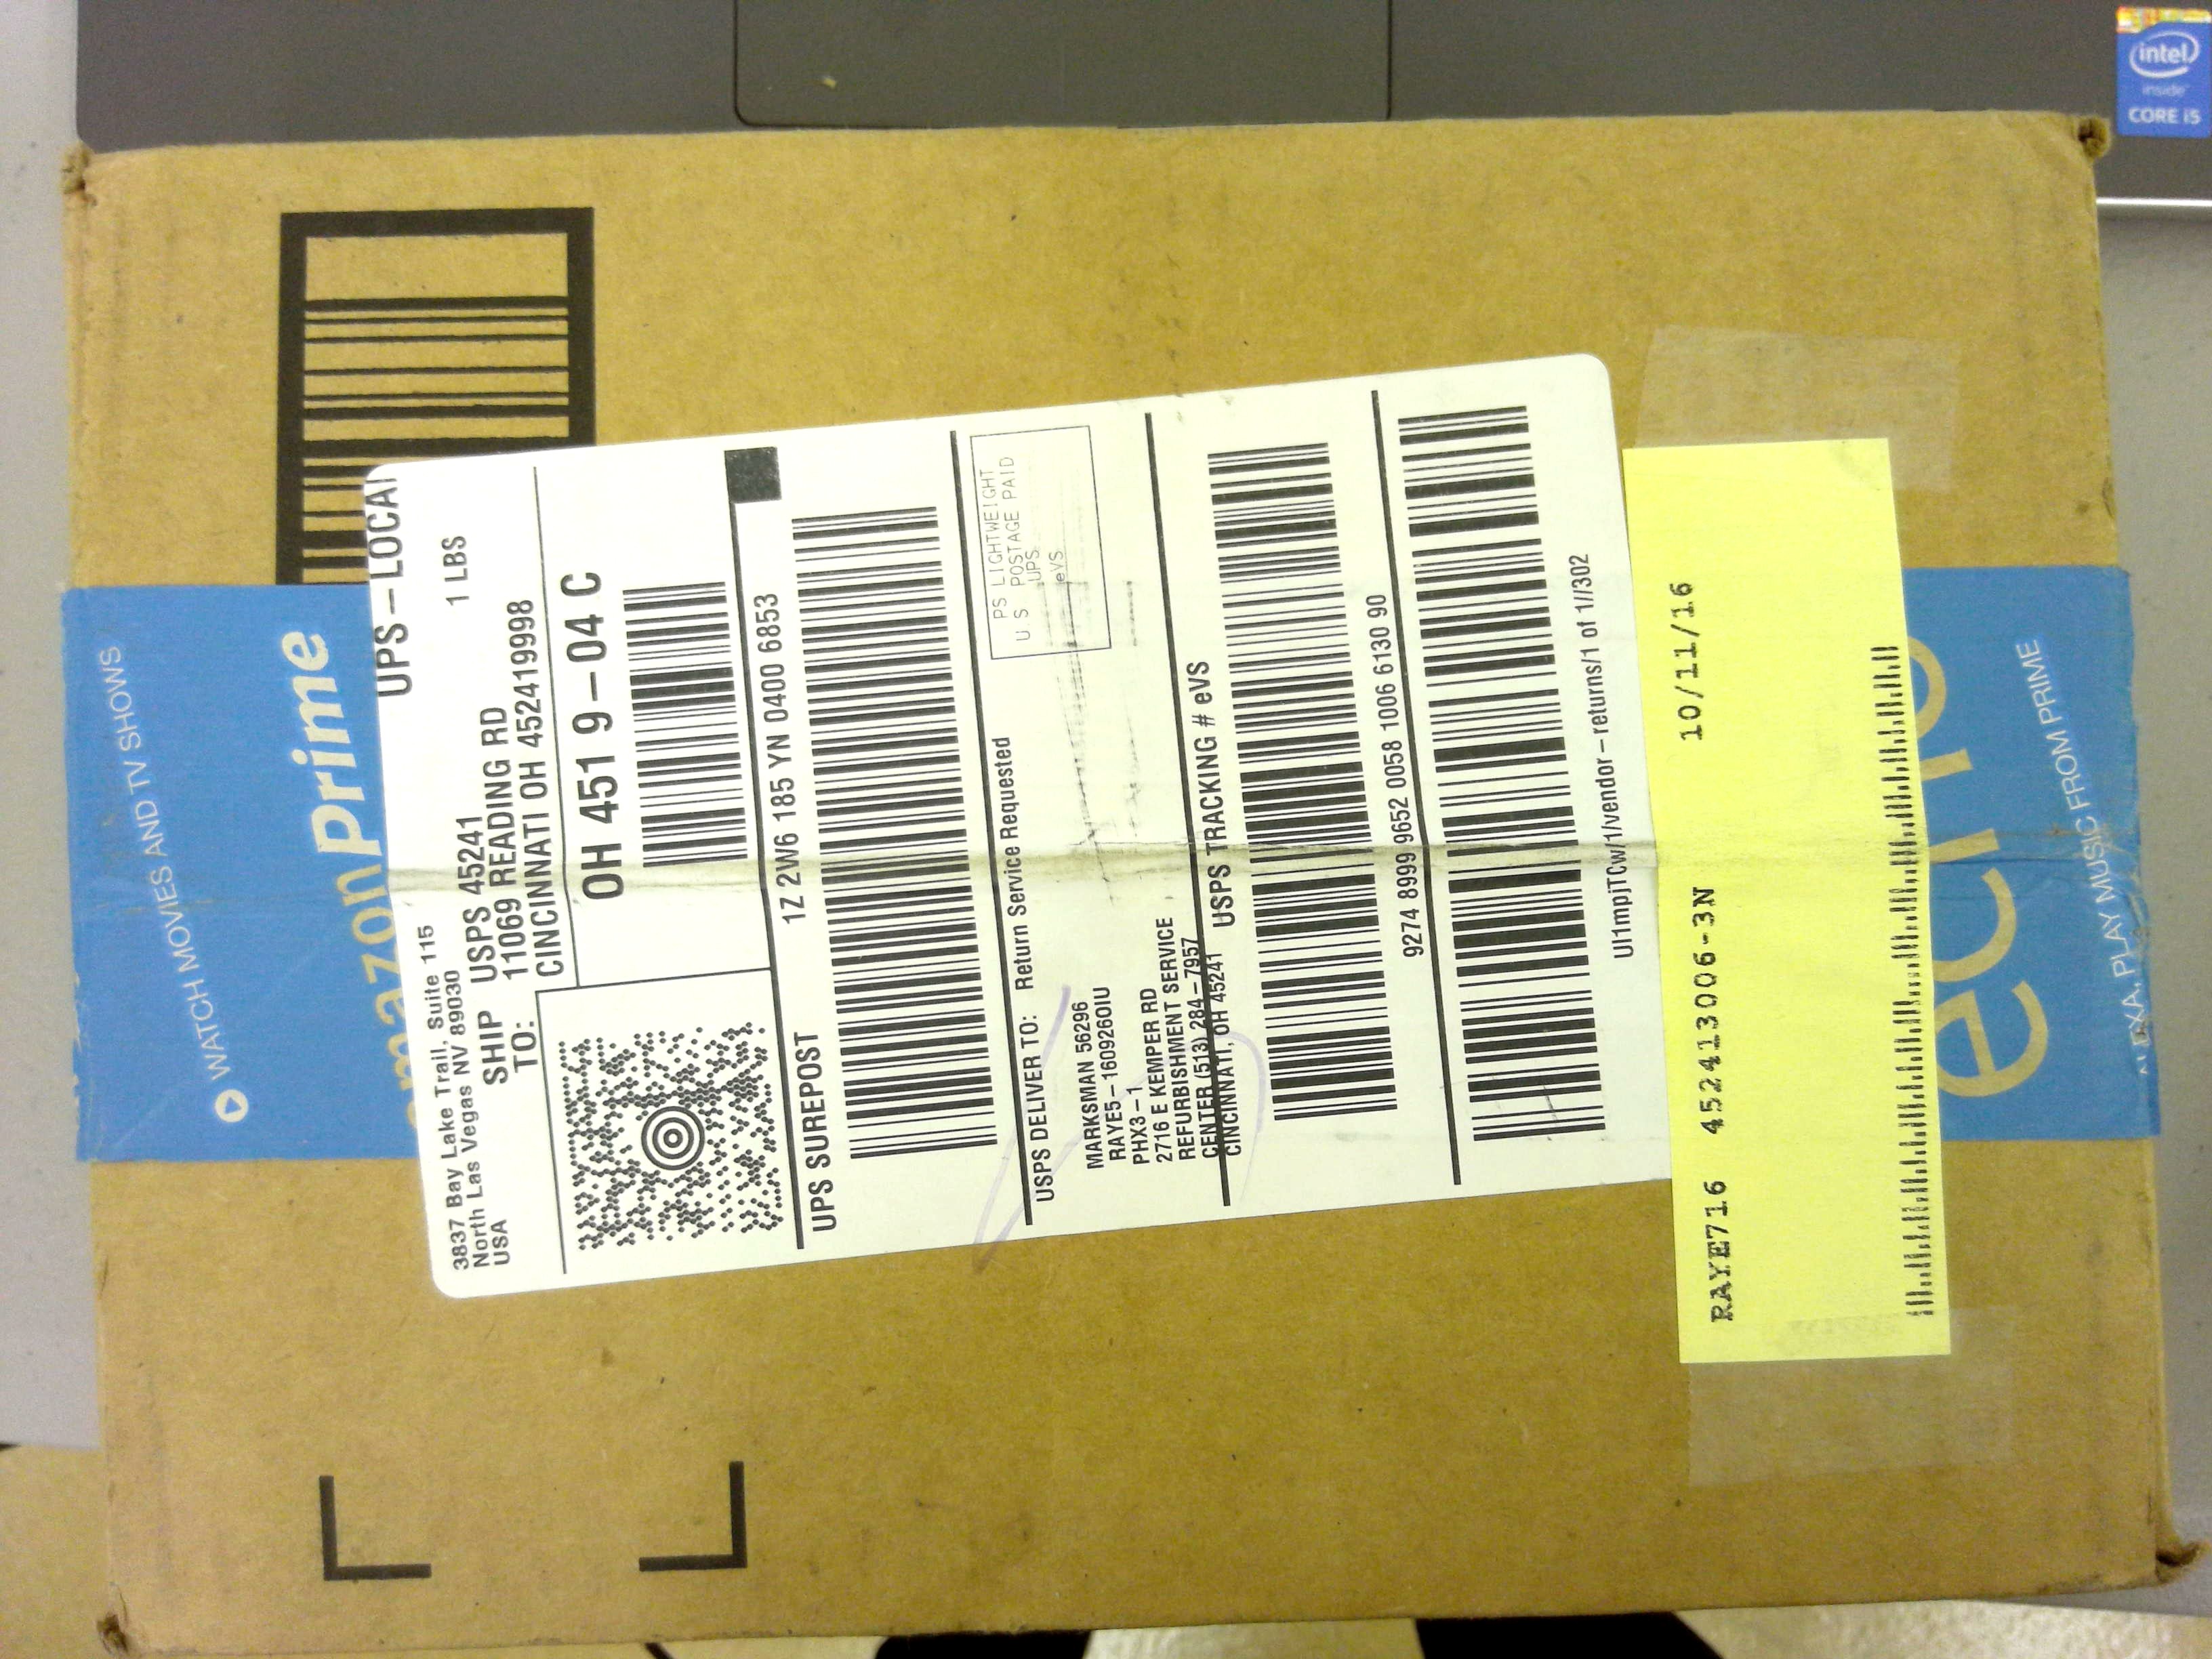 WATCH MOVIES AND TV SHOWS
amazonPrime
UPS-LOCAL
3837 Bay Lake Trail, Suite 115
North Las Vegas NV 89030
USA
1 LBS
SHIP TO:
USPS 45241
11069 READING RD
CINCINNATI OH 452419998
OH 451 9-04 C
UPS SUREPOST
1Z 2W6 185 YN 0400 6853
USPS DELIVER TO: Return Service Requested
PS LIGHTWEIGHT
U S POSTAGE PAID
UPS
eVS
MARKSMAN 56296
RAYE5-160926OIU
PHX3-1
2716 E KEMPER RD
REFURBISHMENT SERVICE
CENTER (513) 284-7957
CINCINNATI, OH 45241
USPS TRACKING # eVS
9274 8999 9652 0058 1006 6130 90
UI1mpjTCw/1/vendor-returns/1 of 1//302
RAYE716 452413006-3N 10/11/16
echo
ALEXA, PLAY MUSIC FROM PRIME
intel
inside
CORE i5